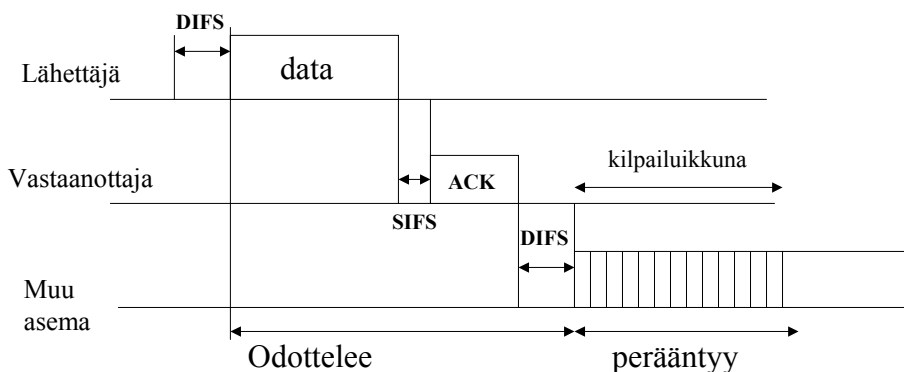 DIFS
data
Lähettäjä
kilpailuikkuna
Vastaanottaja
ACK
SIFS
DIFS
Muu
asema
Odottelee
perääntyy